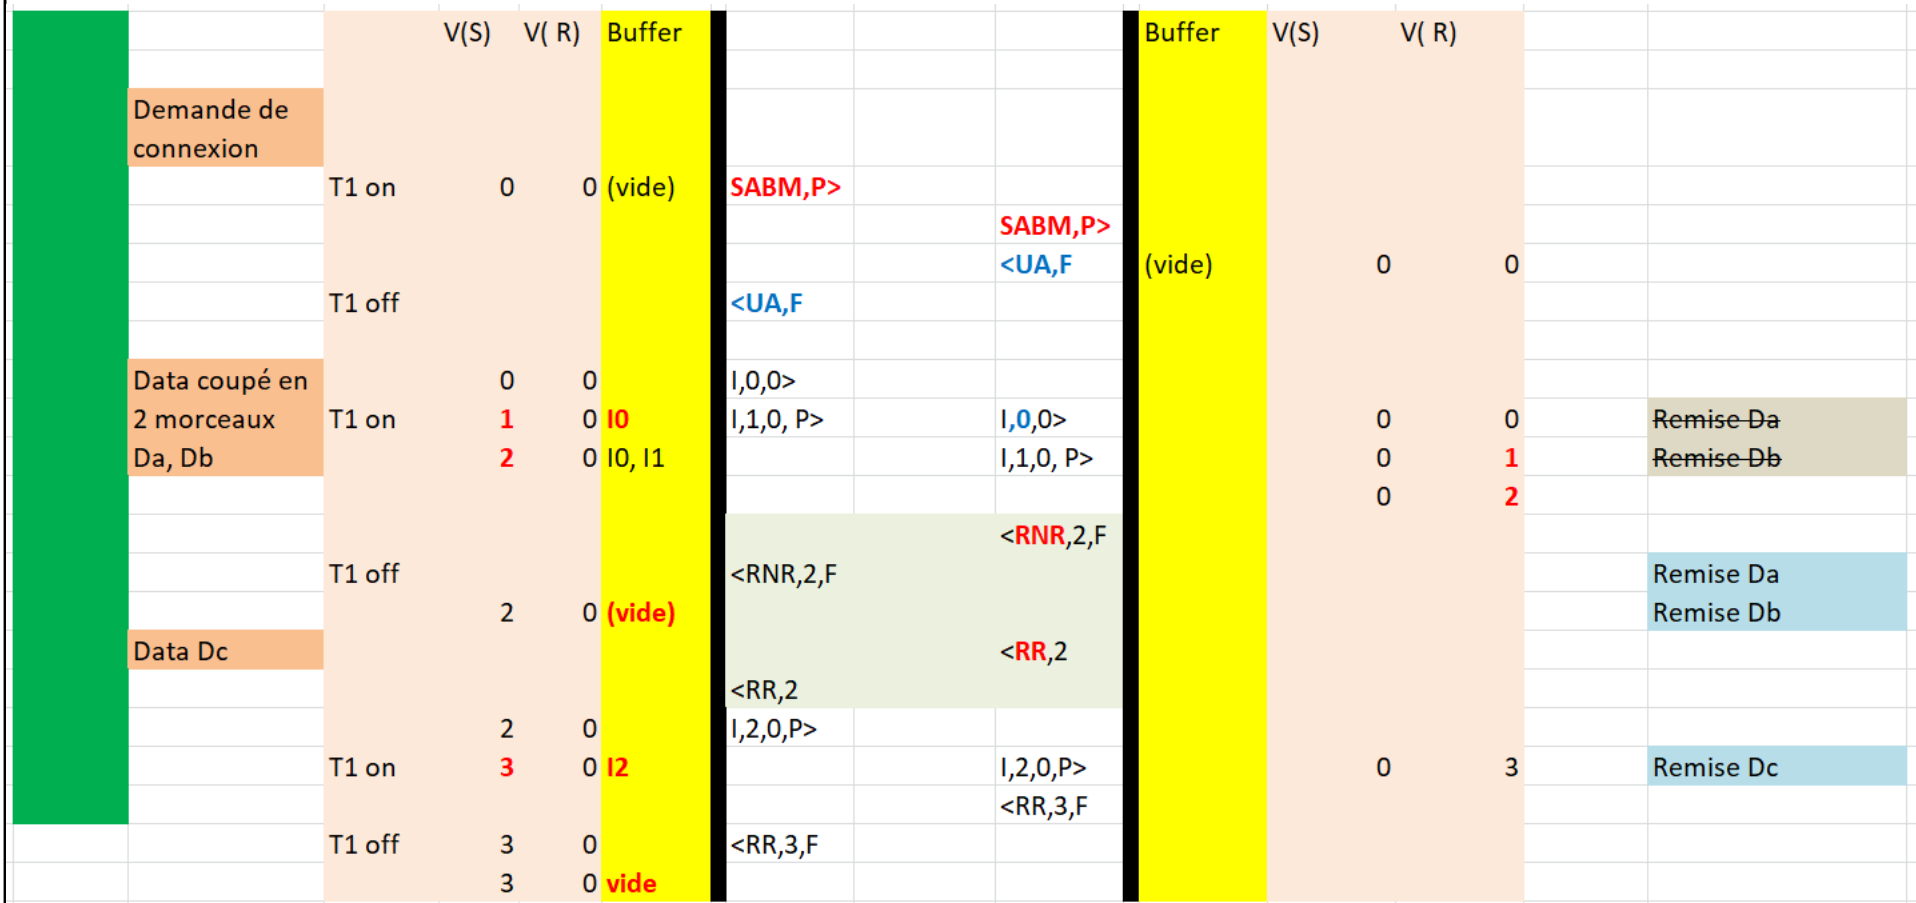 V(S) V( R) Buffer Buffer V(S) V( R)
Demande de
connexion
T1 on 0 0 (vide) SABM,P>
SABM,P>
<UA,F (vide) 0 0
T1 off <UA,F
Data coupé en 0 0 I,0,0>
2 morceaux T1 on 1 0 I0 I,1,0, P> I,0,0> 0 0 Remise Da
Da, Db 2 0 I0, I1 I,1,0, P> 0 1 Remise Db
0 2
<RNR,2,F
T1 off <RNR,2,F Remise Da
2 0 (vide) Remise Db
Data Dc <RR,2
<RR,2
2 0 I,2,0,P>
T1 on 3 0 I2 I,2,0,P> 0 3 Remise Dc
<RR,3,F
T1 off 3 0 <RR,3,F
3 0 vide